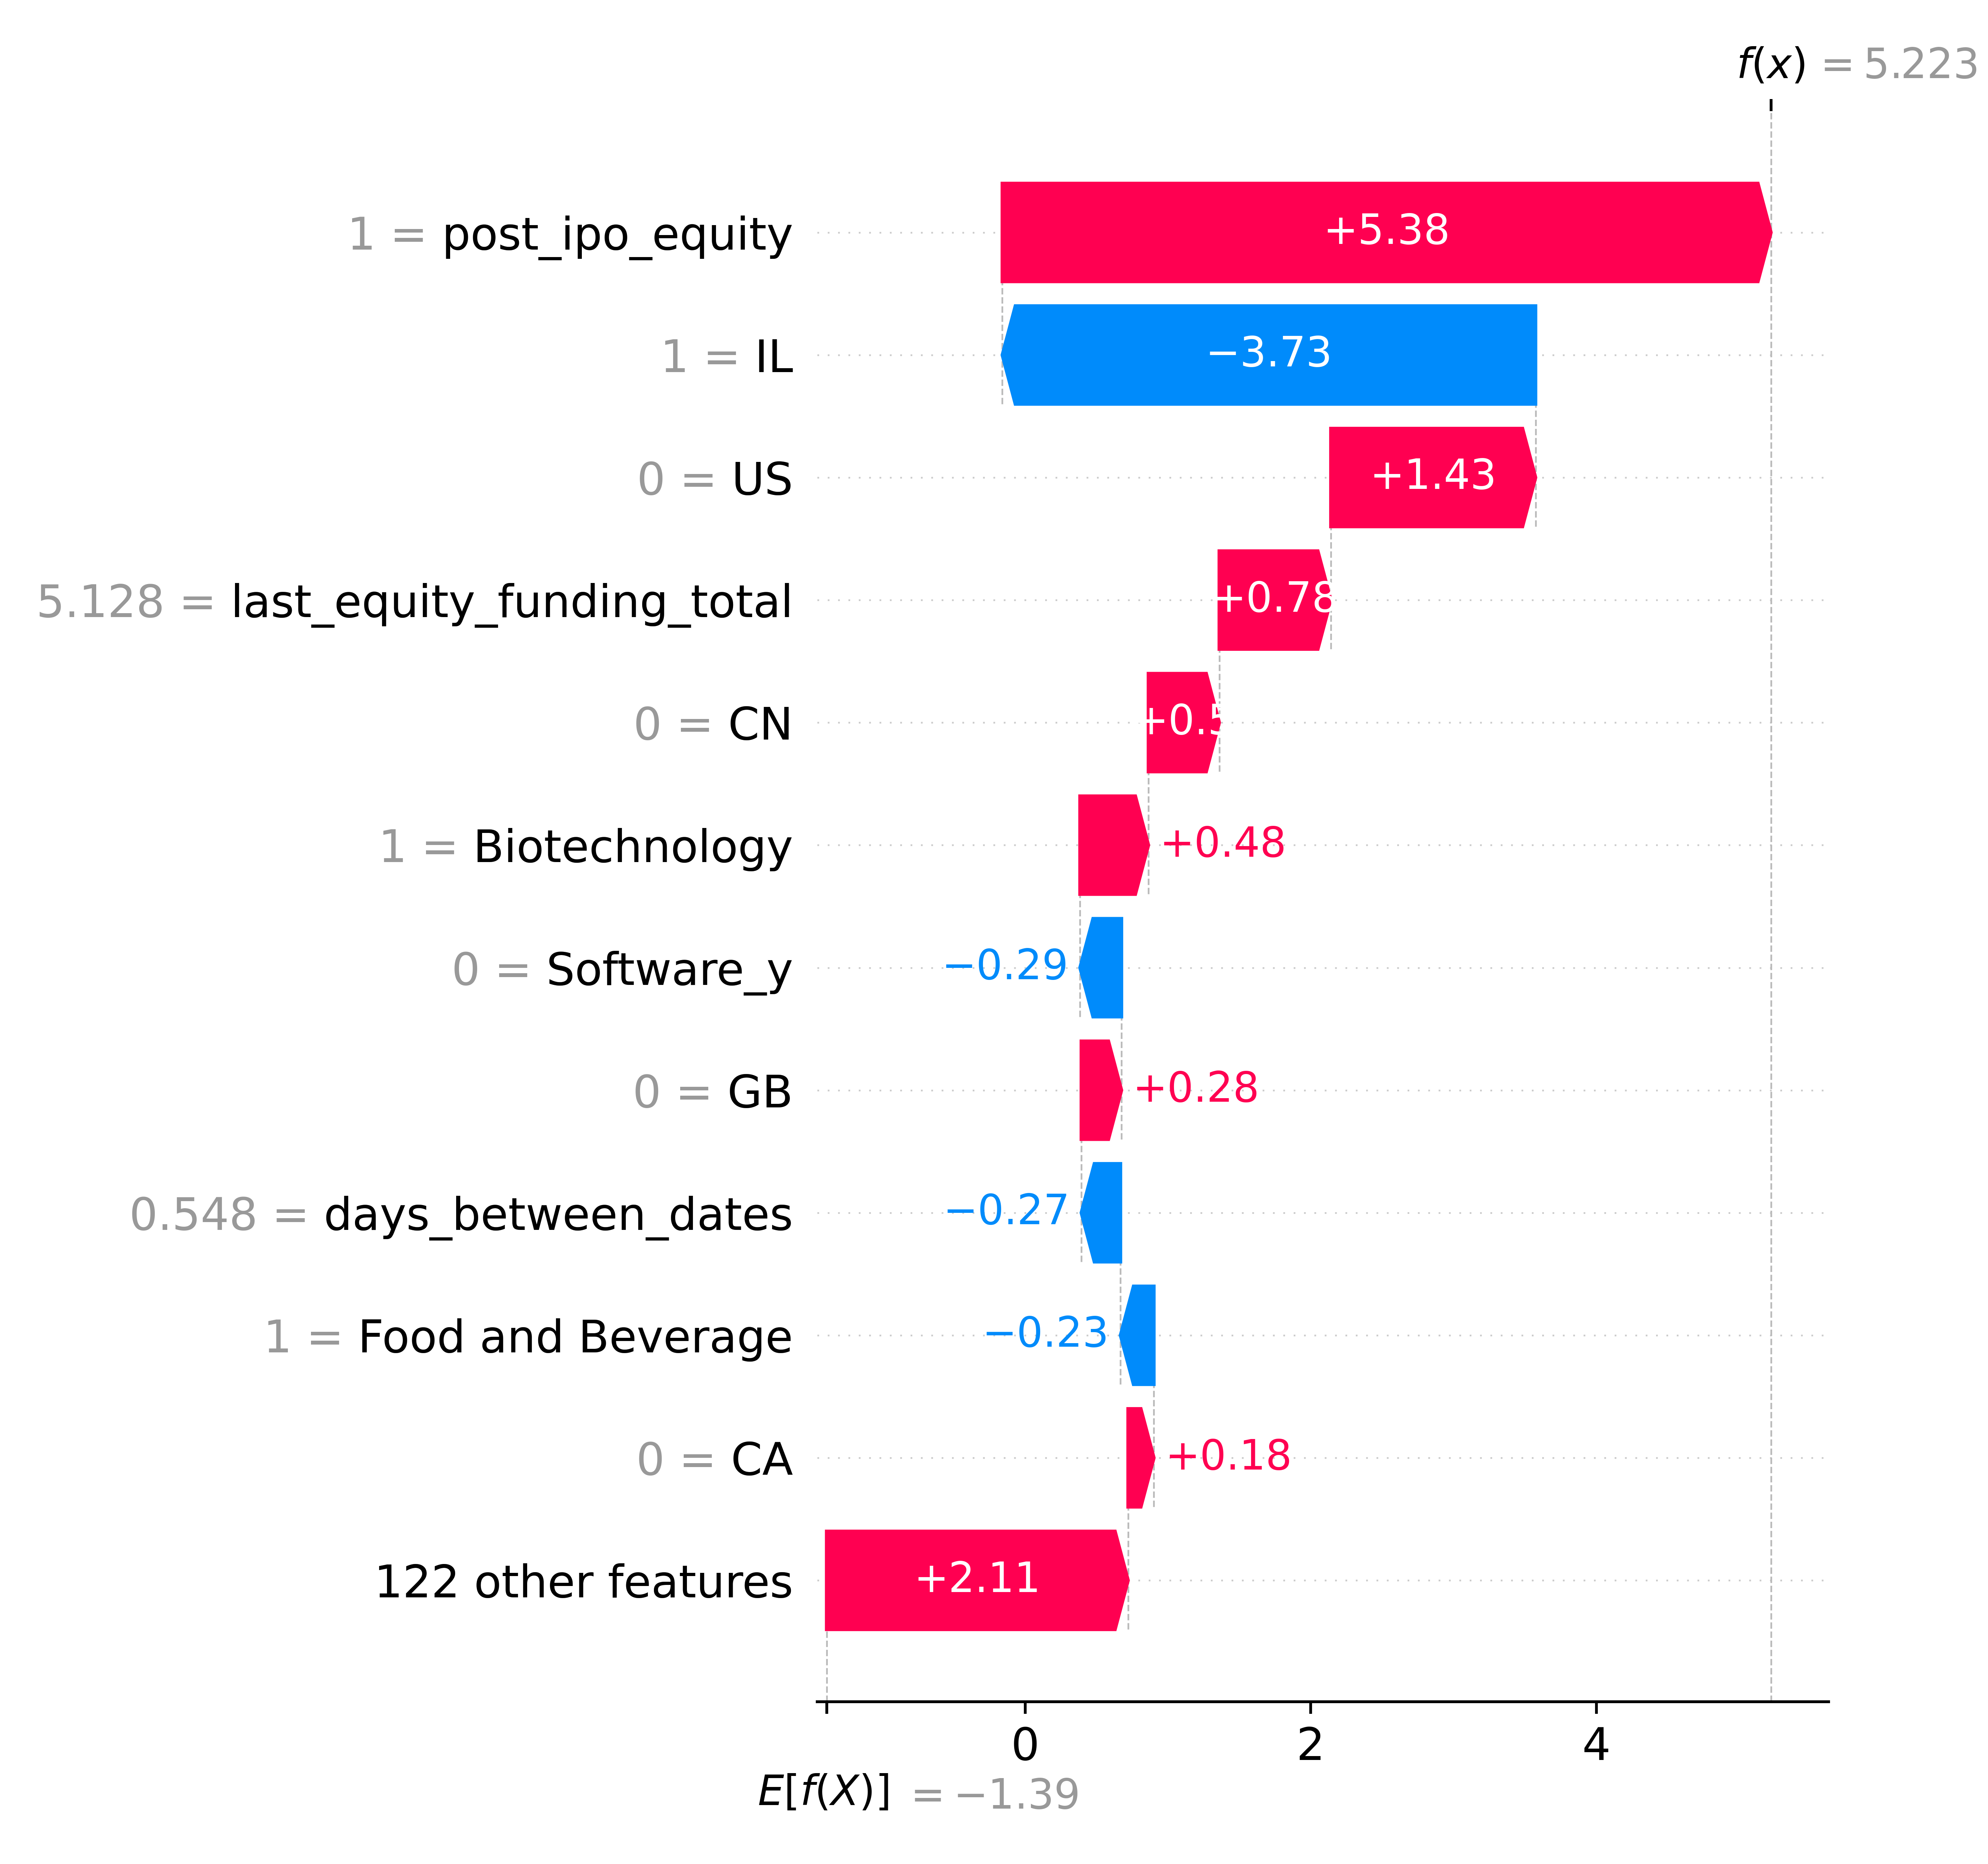 f(x) = 5.223
1 = post_ipo_equity +5.38
1 = IL −3.73
0 = US +1.43
5.128 = last_equity_funding_total +0.78
0 = CN +0.5
1 = Biotechnology +0.48
0 = Software_y −0.29
0 = GB +0.28
0.548 = days_between_dates −0.27
1 = Food and Beverage −0.23
0 = CA +0.18
122 other features +2.11
0 2 4
E[f(X)] = −1.39